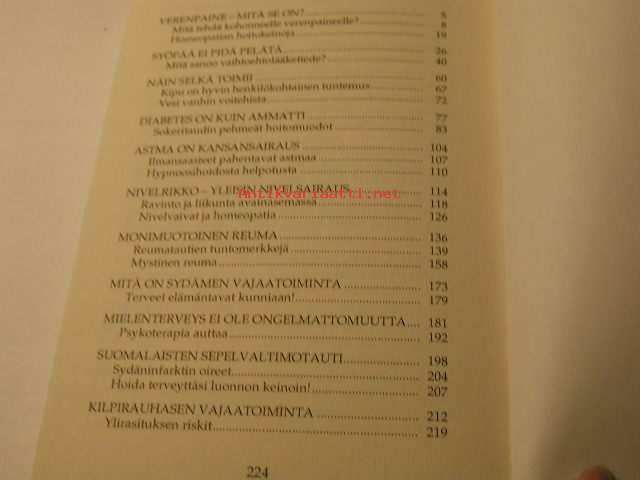 VERENPAINE – MITÄ SE ON? 5
Mitä tehdä kohonneelle verenpaineelle? 8
Homeopatian hoitokeinoja 19
SYÖPÄÄ EI PIDÄ PELÄTÄ 26
Mitä sanoo vaihtoehtolääketiede? 40
NÄIN SELKÄ TOIMII 60
Kipu on hyvin henkilökohtainen tuntemus 67
Vesi vanhin voitehista 72
DIABETES ON KUIN AMMATTI 77
Sokeritaudin pehmeät hoitomuodot 83
ASTMA ON KANSANSAIRAUS 104
Ilmansaasteet pahentavat astmaa 107
Hypnoosihoidosta helpotusta 110
NIVELRIKKO – YLEISIN NIVELSAIRAUS 114
Antikvariaatti.net
Ravinto ja liikunta avainasemassa 118
Nivelvaivat ja homeopatia 126
MONIMUOTOINEN REUMA 136
Reumatautien tuntomerkkejä 139
Mystinen reuma 158
MITÄ ON SYDÄMEN VAJAATOIMINTA 173
Terveet elämäntavat kunniaan! 179
MIELENTERVEYS EI OLE ONGELMATTOMUUTTA 181
Psykoterapia auttaa 192
SUOMALAISTEN SEPELVALTIMOTAUTI 198
Sydäninfarktin oireet 204
Hoida terveyttäsi luonnon keinoin! 207
KILPIRAUHASEN VAJAATOIMINTA 212
Ylirasituksen riskit 219
224